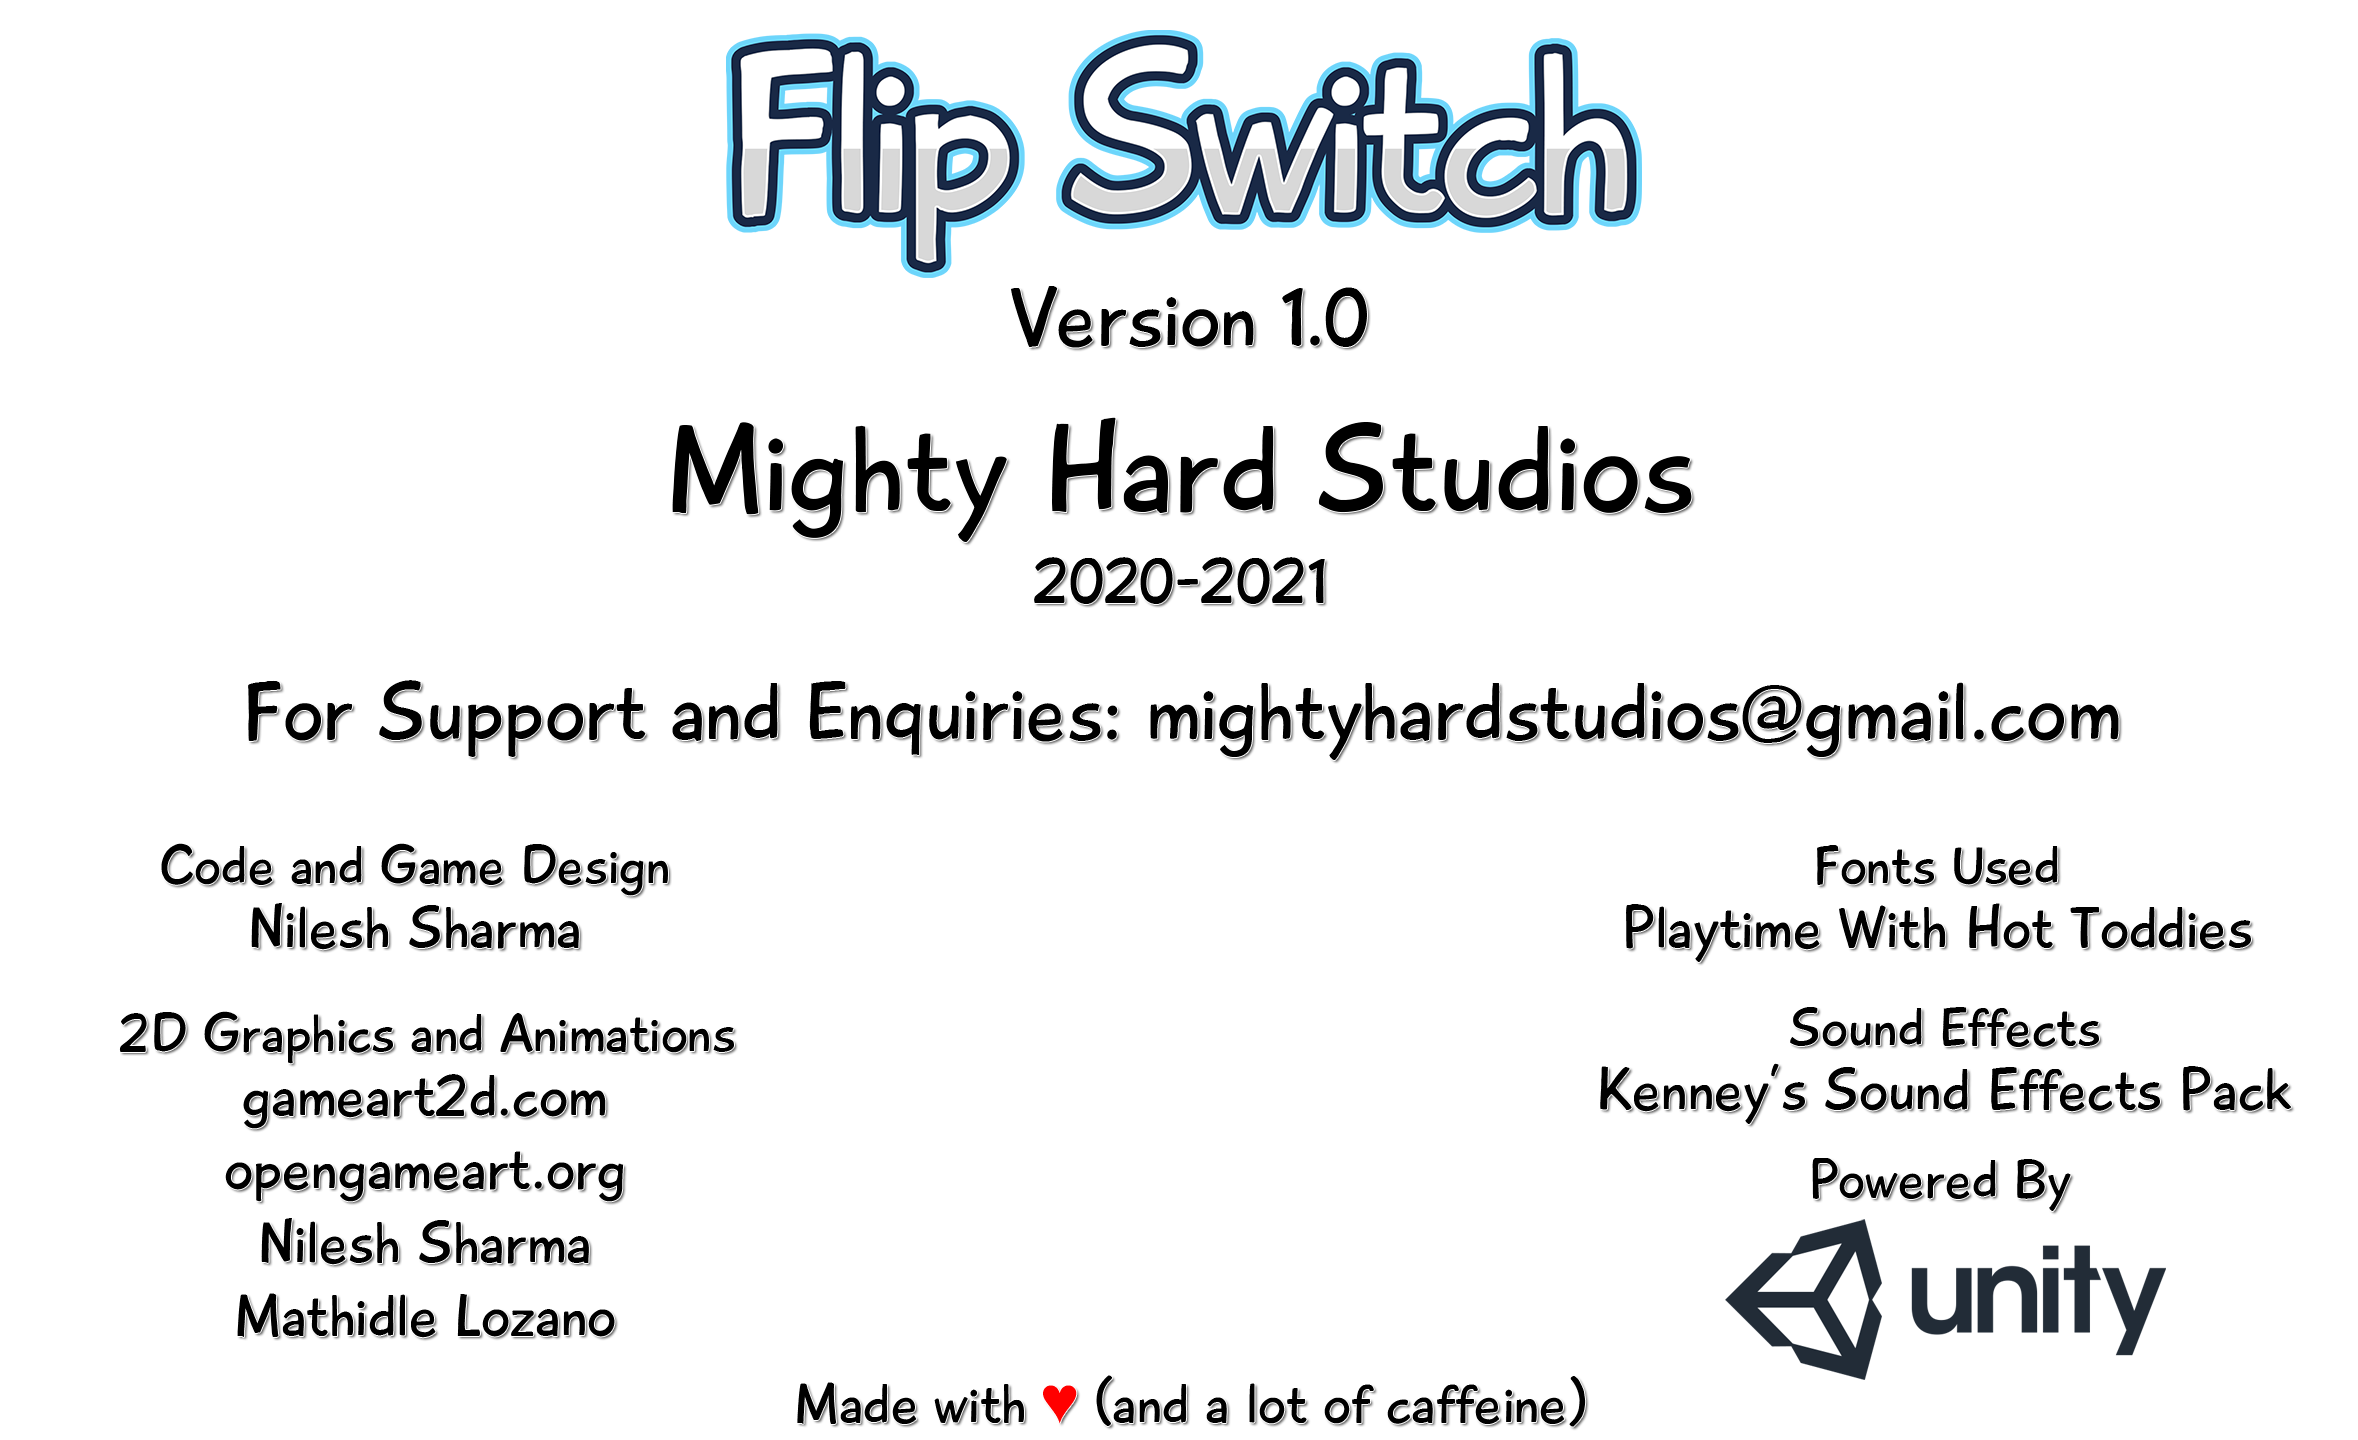 Flip Switch
Version 1.0
Mighty Hard Studios
2020-2021
For Support and Enquiries: mightyhardstudios@gmail.com
Code and Game Design
Nilesh Sharma
2D Graphics and Animations
gameart2d.com
opengameart.org
Nilesh Sharma
Mathidle Lozano
Fonts Used
Playtime With Hot Toddies
Sound Effects
Kenney's Sound Effects Pack
Powered By
unity
Made with ♥ (and a lot of caffeine)